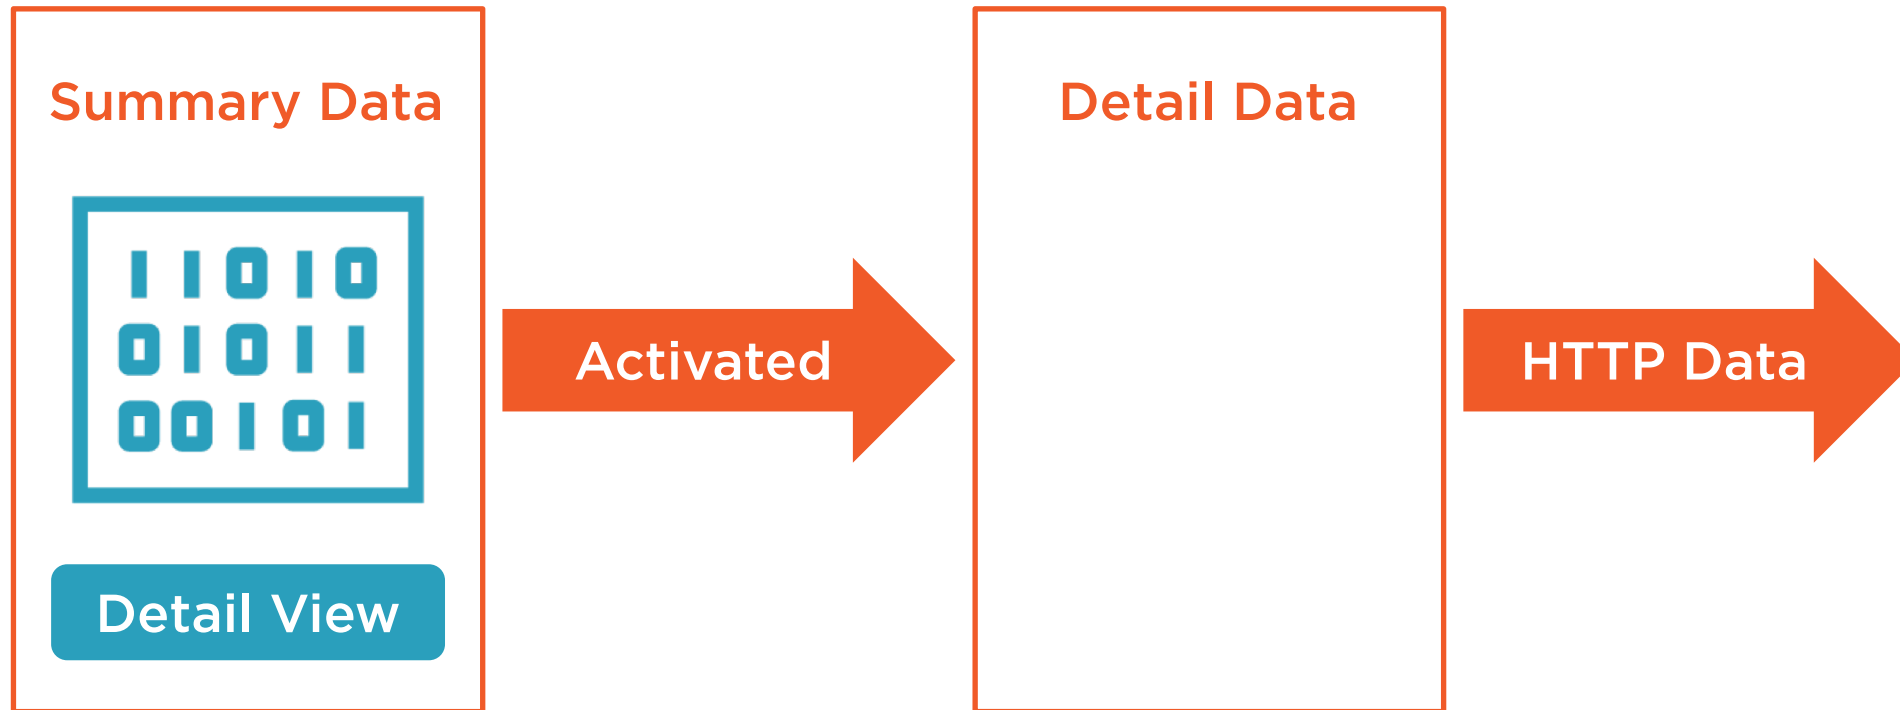 Summary Data
11010
01011
00101
Detail View
Activated
Detail Data
HTTP Data